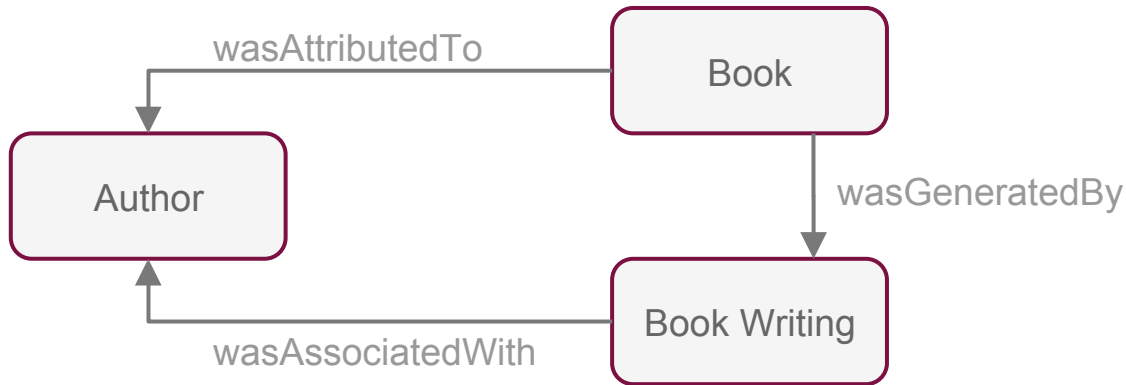 wasAttributedTo
Book
Author
wasGeneratedBy
Book Writing
wasAssociatedWith